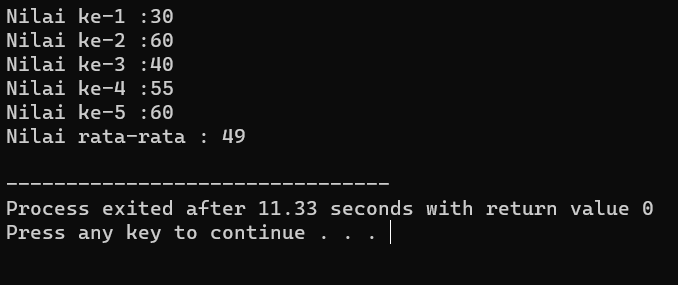 Nilai ke-1 :30
Nilai ke-2 :60
Nilai ke-3 :40
Nilai ke-4 :55
Nilai ke-5 :60
Nilai rata-rata : 49
--------------------------------
Process exited after 11.33 seconds with return value 0
Press any key to continue . . .